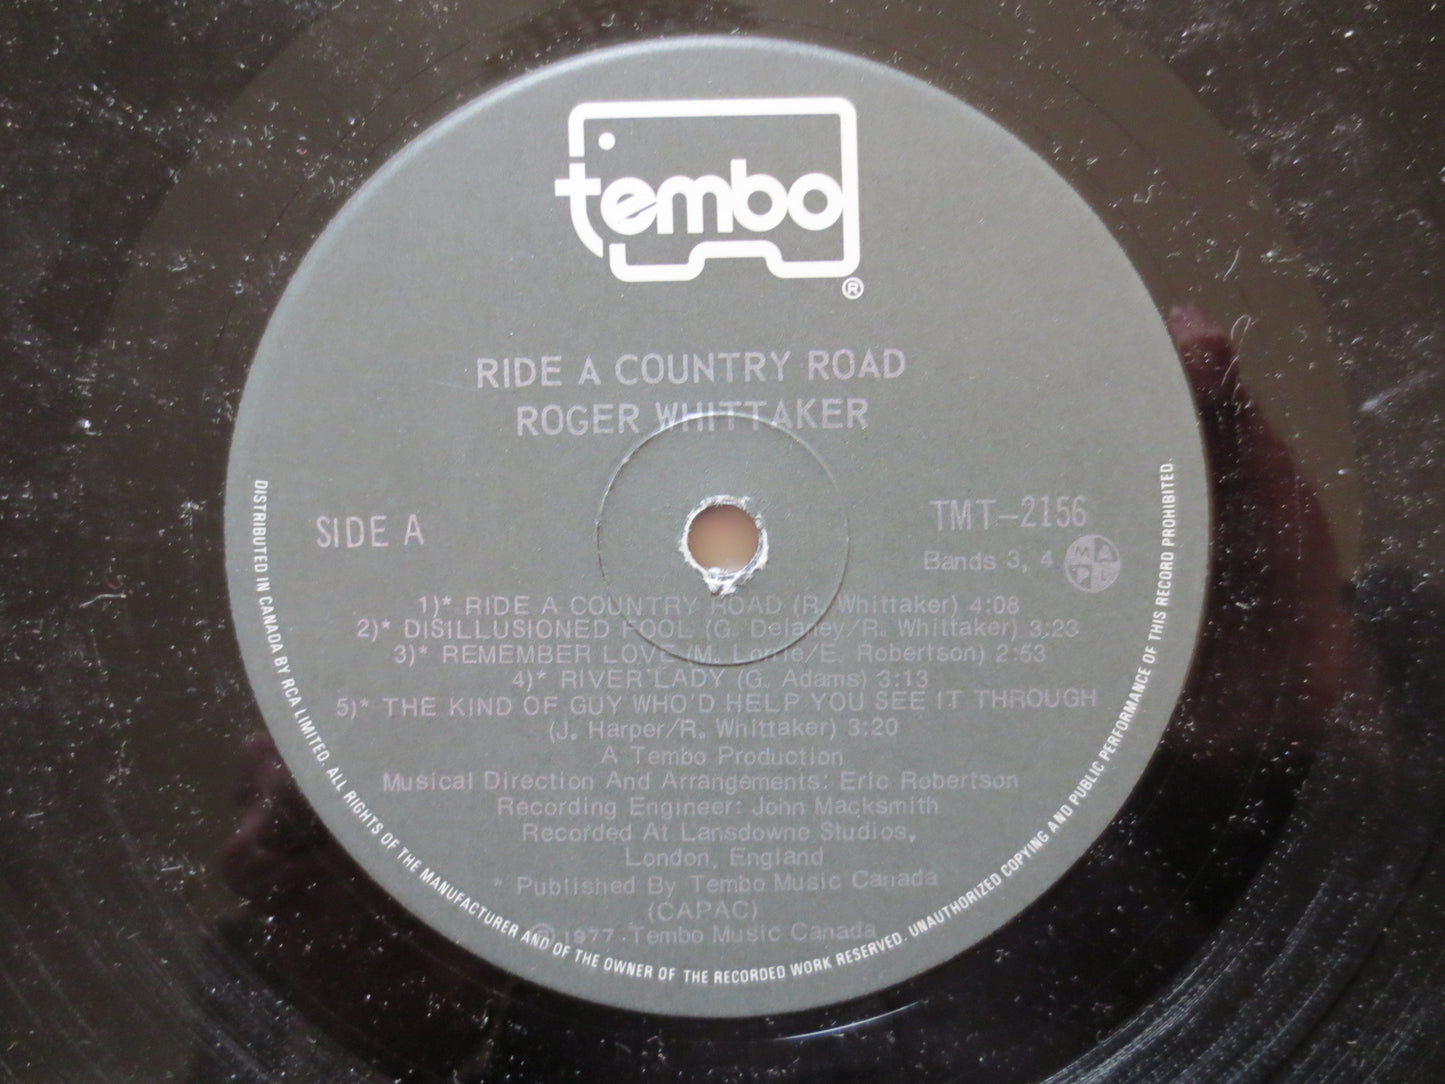 tembo
®
RIDE A COUNTRY ROAD
ROGER WHITTAKER
SIDE A
TMT-2156
Bands 3, 4
M A P L
1)* RIDE A COUNTRY ROAD (R. Whittaker) 4:08
2)* DISILLUSIONED FOOL (G. Delaney/R. Whittaker) 3:23
3)* REMEMBER LOVE (M. Lorrie/E. Robertson) 2:53
4)* RIVER LADY (G. Adams) 3:13
5)* THE KIND OF GUY WHO'D HELP YOU SEE IT THROUGH
(J. Harper/R. Whittaker) 3:20
A Tembo Production
Musical Direction And Arrangements: Eric Robertson
Recording Engineer: John Macksmith
Recorded At Lansdowne Studios,
London, England
* Published By Tembo Music Canada
(CAPAC)
℗ 1977 Tembo Music Canada
DISTRIBUTED IN CANADA BY RCA LIMITED. ALL RIGHTS OF THE MANUFACTURER AND OF THE OWNER OF THE RECORDED WORK RESERVED. UNAUTHORIZED COPYING AND PUBLIC PERFORMANCE OF THIS RECORD PROHIBITED.